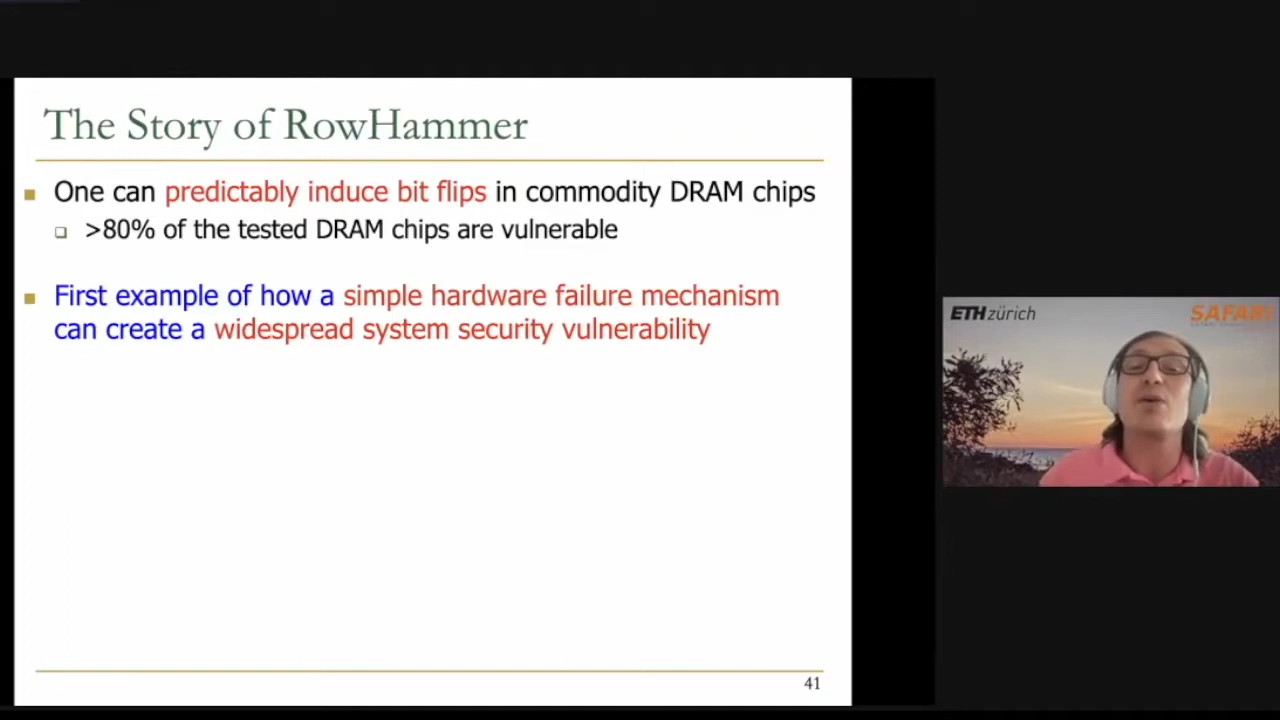 The Story of RowHammer
One can predictably induce bit flips in commodity DRAM chips
>80% of the tested DRAM chips are vulnerable
First example of how a simple hardware failure mechanism
can create a widespread system security vulnerability
41
ETH zürich
SAFARI